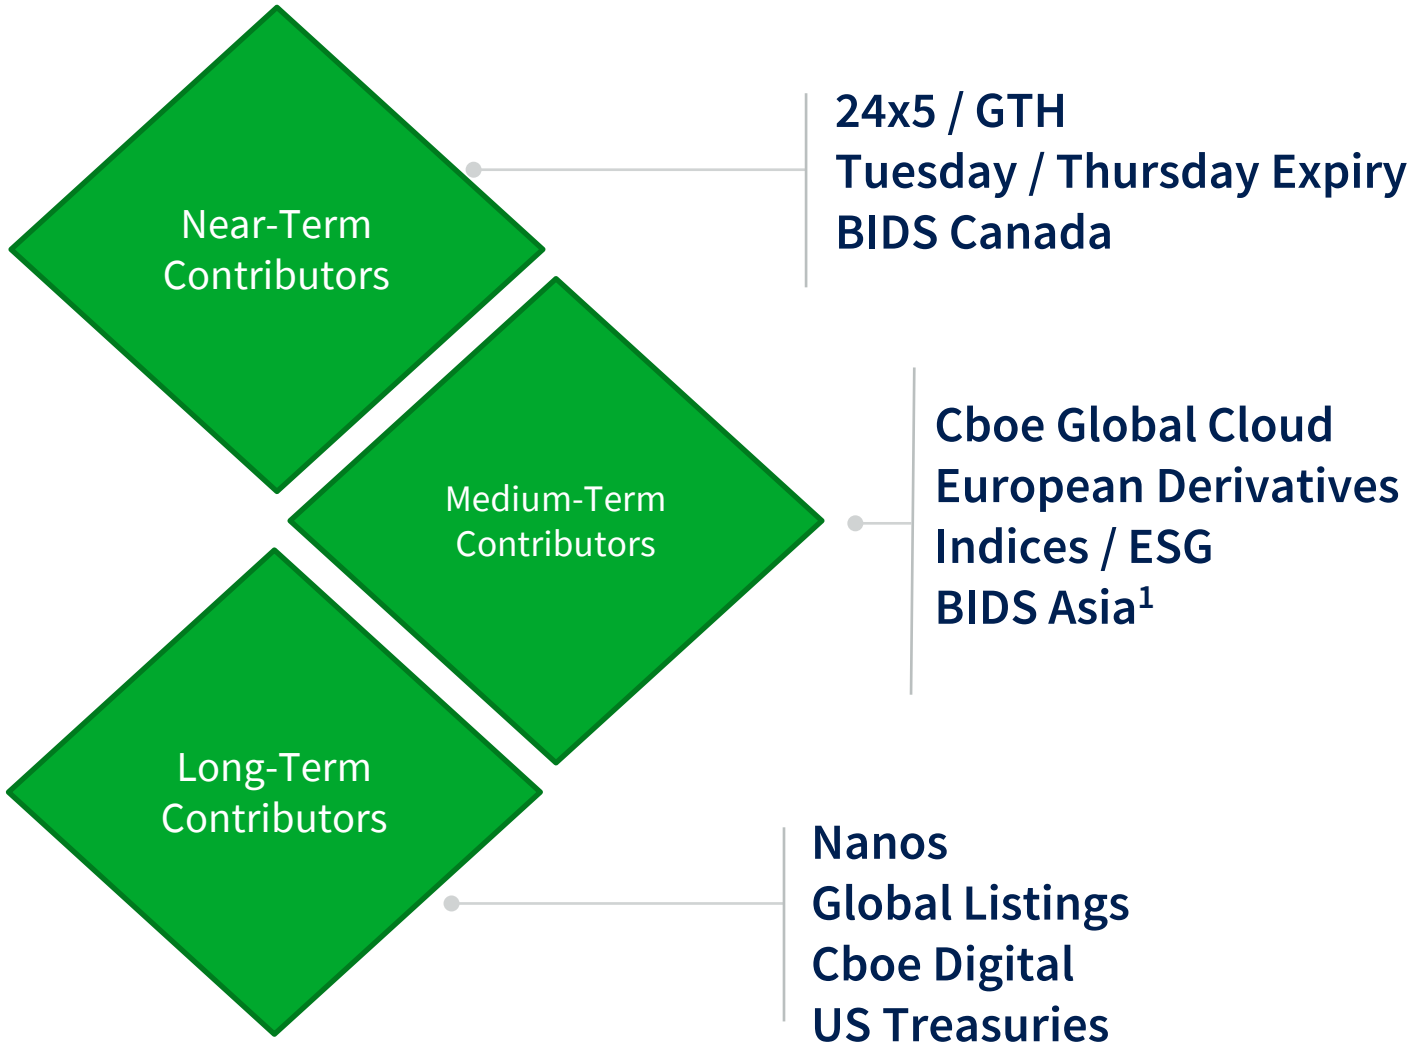 Near-Term
Contributors
24x5 / GTH
Tuesday / Thursday Expiry
BIDS Canada
Medium-Term
Contributors
Cboe Global Cloud
European Derivatives
Indices / ESG
BIDS Asia¹
Long-Term
Contributors
Nanos
Global Listings
Cboe Digital
US Treasuries